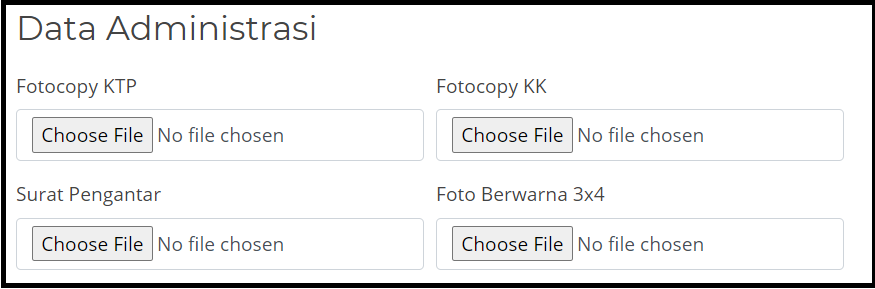 Data Administrasi
Fotocopy KTP
Fotocopy KK
Choose File No file chosen
Choose File No file chosen
Surat Pengantar
Foto Berwarna 3x4
Choose File No file chosen
Choose File No file chosen